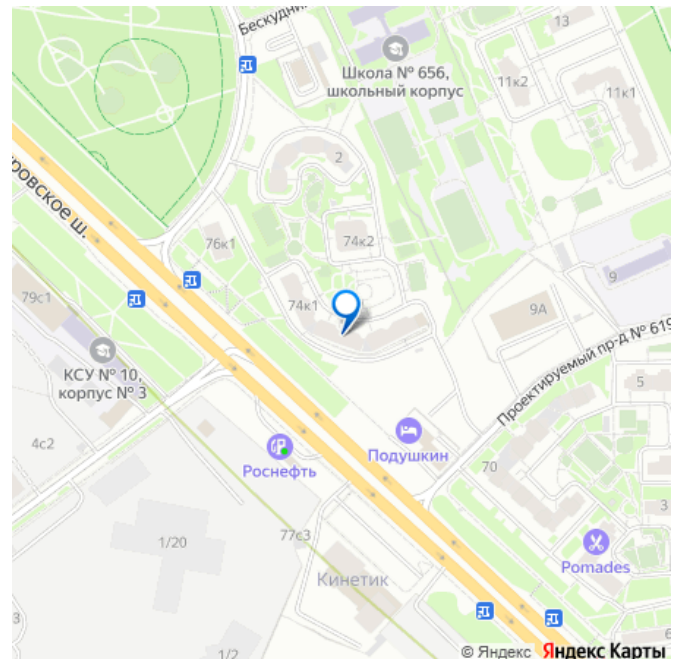 Бескудни
13
Школа № 656,
школьный корпус
11к2
11к1
2
ровское ш.
76к1
74к2
79с1
74к1
9
9А
КСУ № 10,
корпус № 3
Проектируемый пр-д № 619
5
4с2
Роснефть
Подушкин
70
3
77с3
1/20
Pomades
Кинетик
3
1/2
6
© Яндекс Яндекс Карты